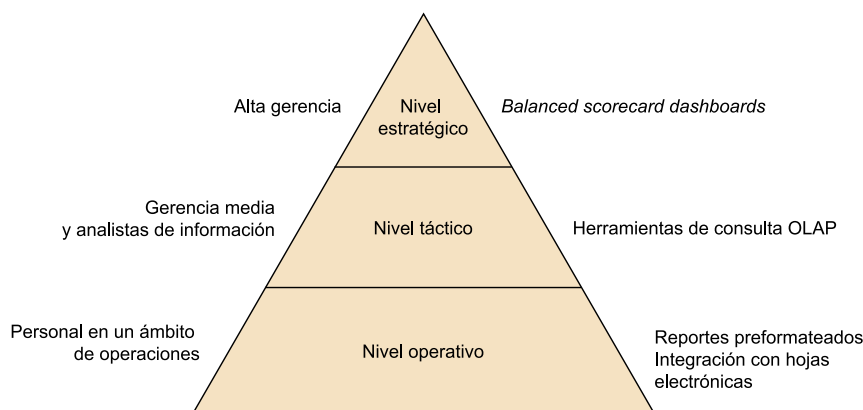 Alta gerencia
Nivel
estratégico
Balanced scorecard dashboards
Gerencia media
y analistas de información
Nivel táctico
Herramientas de consulta OLAP
Personal en un ámbito
de operaciones
Nivel operativo
Reportes preformateados
Integración con hojas
electrónicas